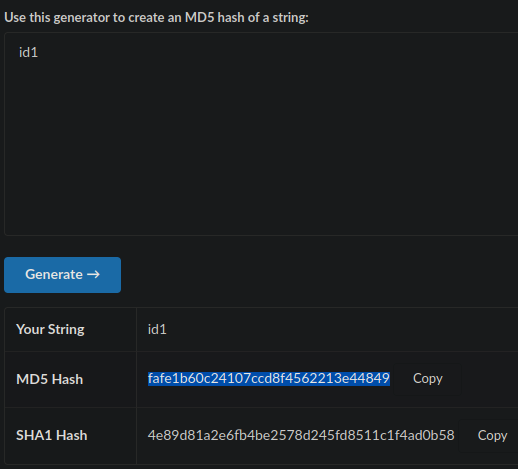 Use this generator to create an MD5 hash of a string:
id1
Generate →
Your String id1
MD5 Hash fafe1b60c24107ccd8f4562213e44849 Copy
SHA1 Hash 4e89d81a2e6fb4be2578d245fd8511c1f4ad0b58 Copy